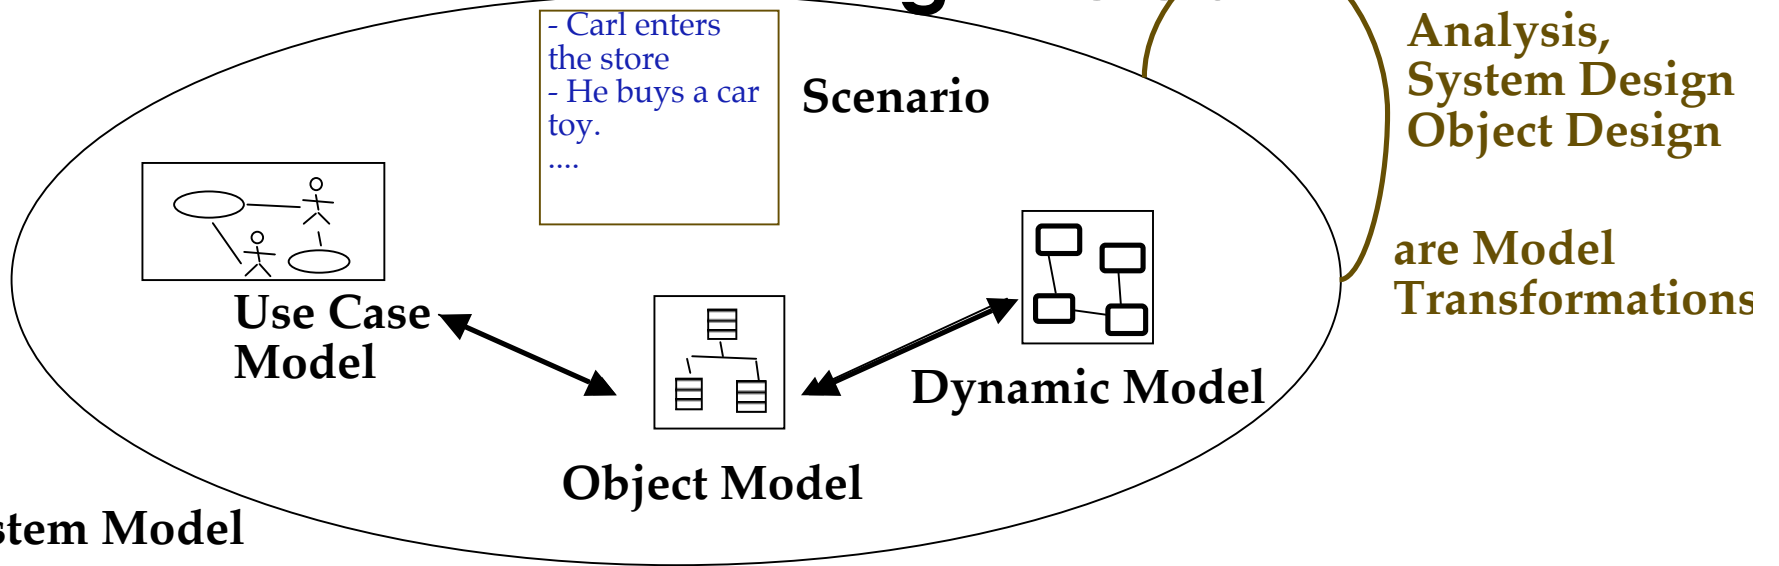 - Carl enters
the store
- He buys a car
toy.
....
Scenario
Analysis,
System Design
Object Design
are Model
Transformations
Use Case
Model
Dynamic Model
Object Model
stem Model